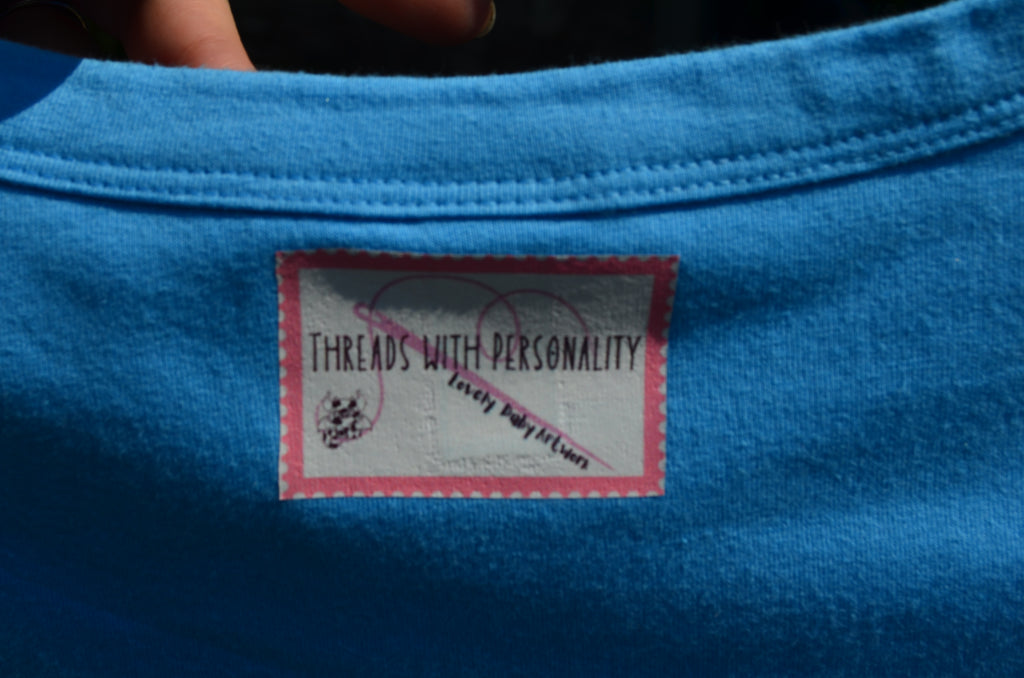 THREADS WITH PERSONALITY
Lovely Baby Artwork